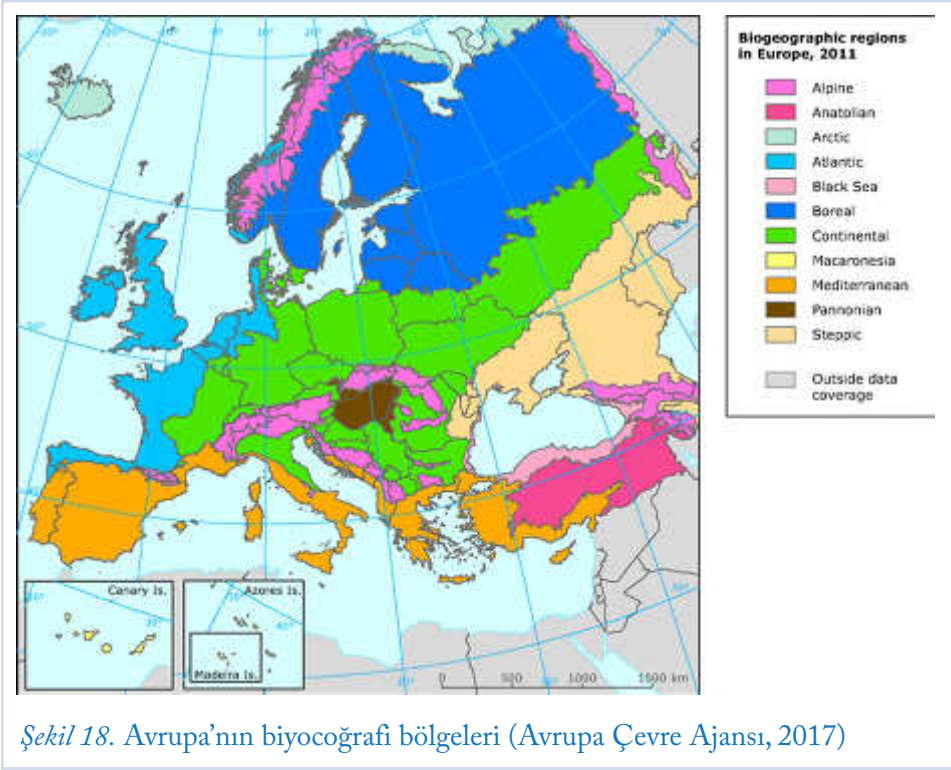 Biogeographic regions
in Europe, 2011
Alpine
Anatolian
Arctic
Atlantic
Black Sea
Boreal
Continental
Macaronesia
Mediterranean
Pannonian
Steppic
Outside data
coverage
Canary Is.
Azores Is.
Madeira Is.
0 500 1000 1500 km
Şekil 18. Avrupa’nın biyocoğrafi bölgeleri (Avrupa Çevre Ajansı, 2017)